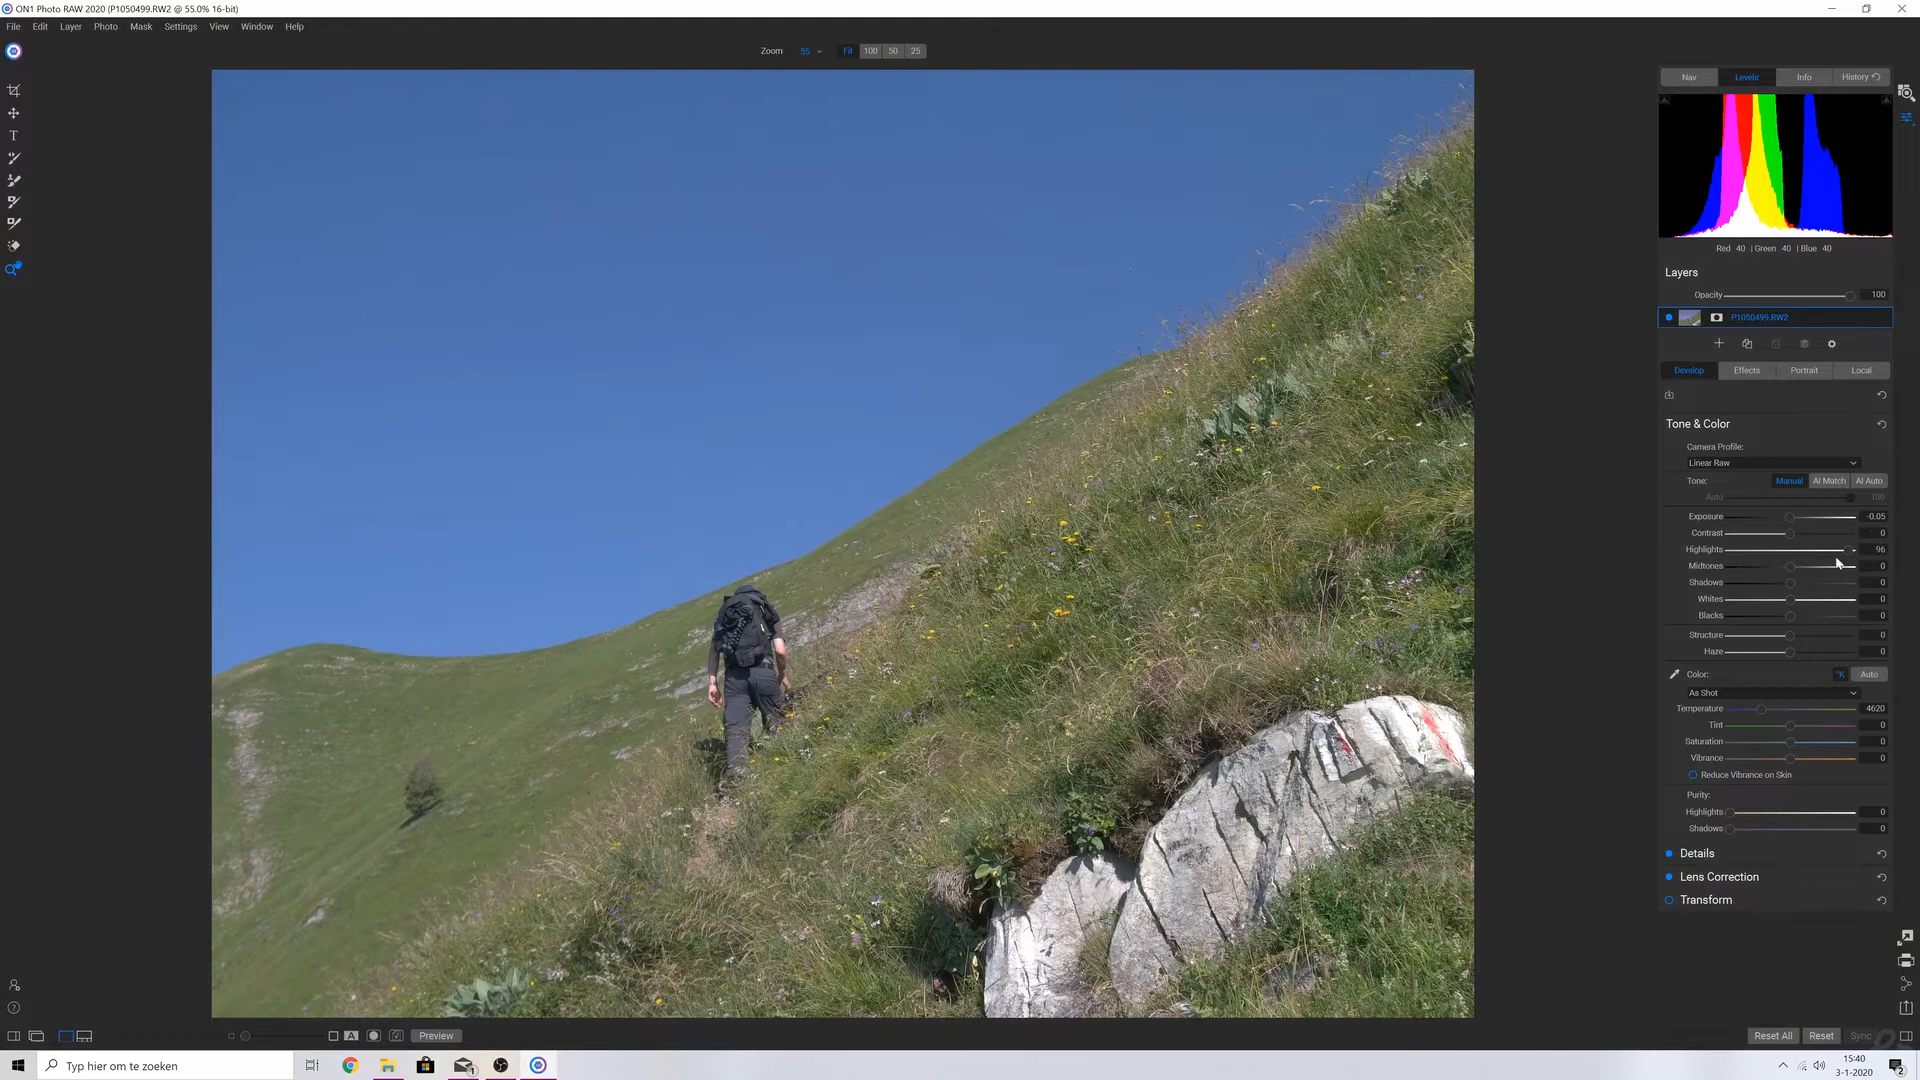 ON1 Photo RAW 2020 (P1050499.RW2 @ 55.0% 16-bit)
File Edit Layer Photo Mask Settings View Window Help
Zoom 55 Fit 100 50 25
Nav Levels Info History
Red 40 | Green 40 | Blue 40
Layers
Opacity 100
P1050499.RW2
Develop Effects Portrait Local
Tone & Color
Camera Profile:
Linear Raw
Tone: Manual AI Match AI Auto
Auto 100
Exposure -0.05
Contrast 0
Highlights 96
Midtones 0
Shadows 0
Whites 0
Blacks 0
Structure 0
Haze 0
Color: °K Auto
As Shot
Temperature 4620
Tint 0
Saturation 0
Vibrance 0
Reduce Vibrance on Skin
Purity:
Highlights 0
Shadows 0
Details
Lens Correction
Transform
A Preview Reset All Reset Sync
Typ hier om te zoeken
1
15:40
3-1-2020
2